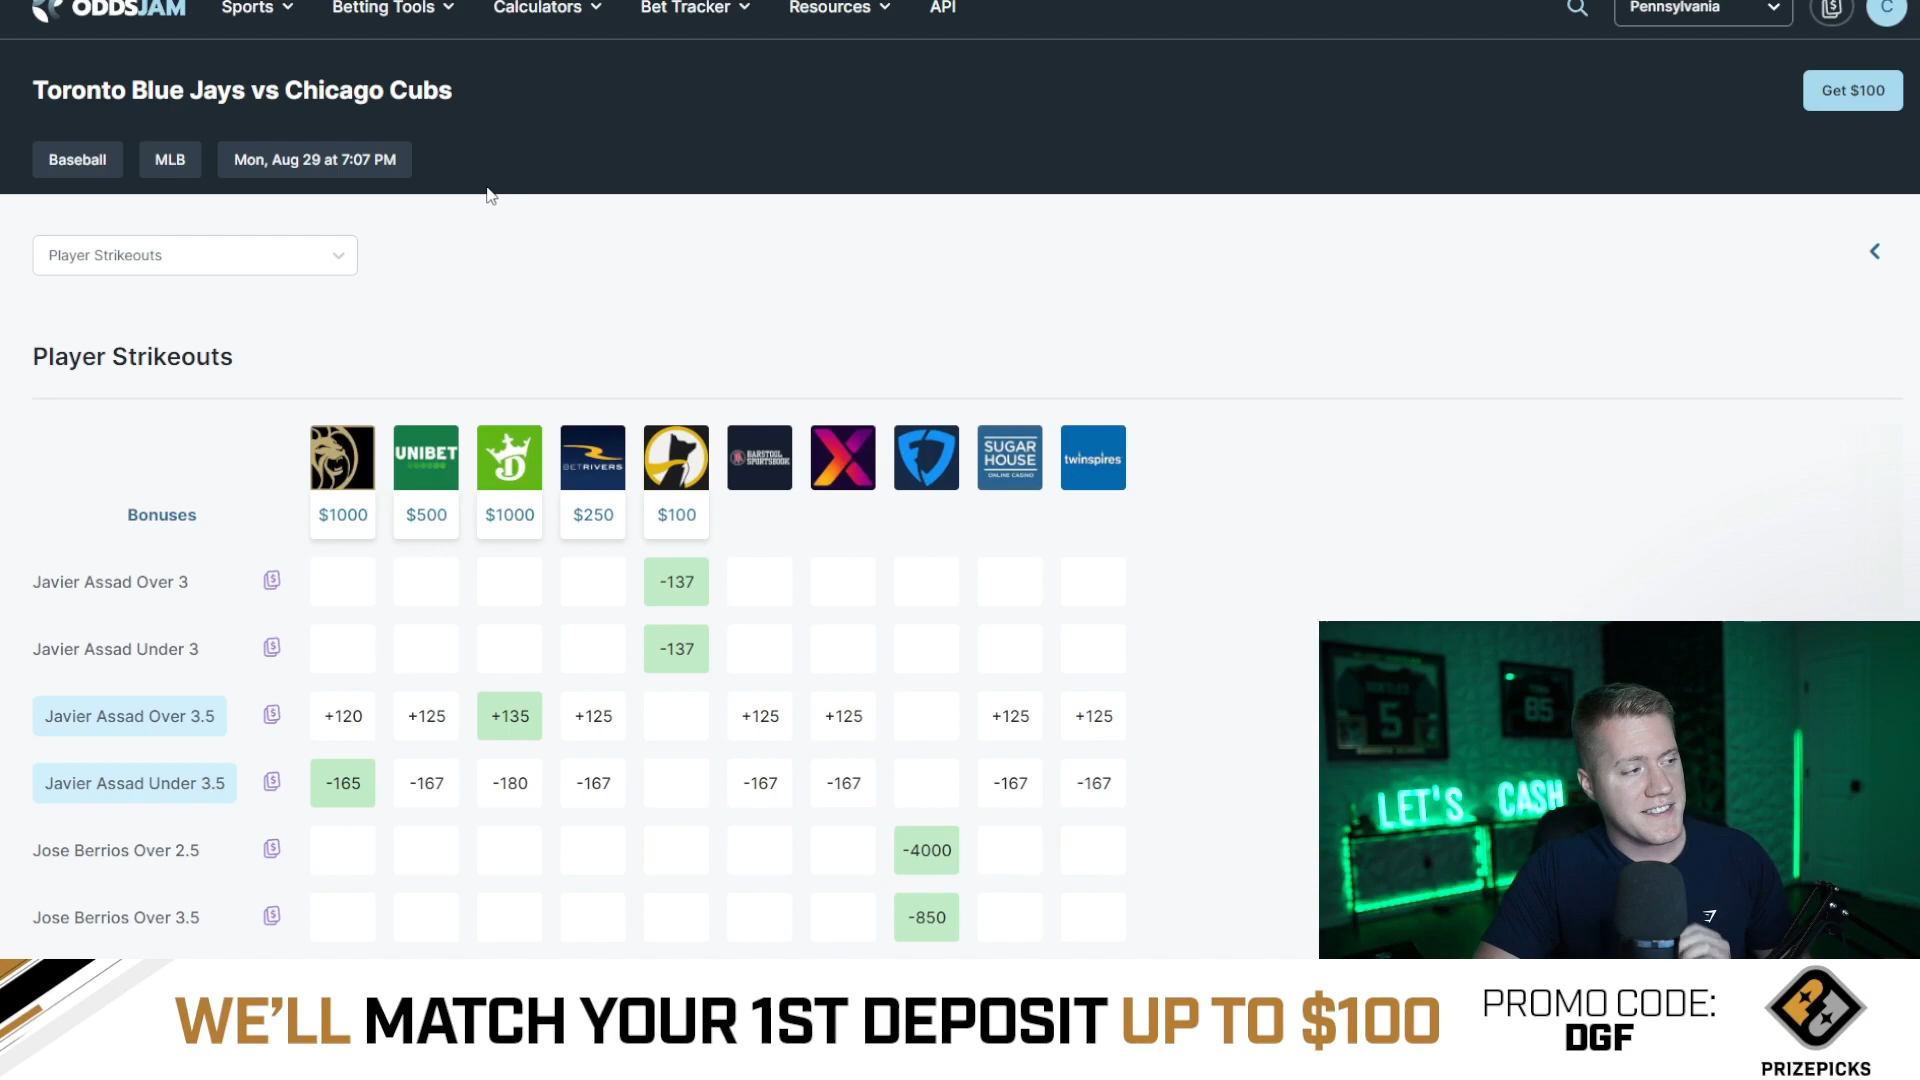 ODDSJAM Sports Betting Tools Calculators Bet Tracker Resources API Pennsylvania C
Toronto Blue Jays vs Chicago Cubs
Get $100
Baseball MLB Mon, Aug 29 at 7:07 PM
Player Strikeouts
Player Strikeouts
UNIBET BETRIVERS BARSTOOL SPORTSBOOK SUGAR HOUSE ONLINE CASINO twinspires
Bonuses $1000 $500 $1000 $250 $100
Javier Assad Over 3 -137
Javier Assad Under 3 -137
Javier Assad Over 3.5 +120 +125 +135 +125 +125 +125 +125 +125
Javier Assad Under 3.5 -165 -167 -180 -167 -167 -167 -167 -167
Jose Berrios Over 2.5 -4000
Jose Berrios Over 3.5 -850
5 85
LET'S CASH
WE'LL MATCH YOUR 1ST DEPOSIT UP TO $100
PROMO CODE:
DGF
PRIZEPICKS